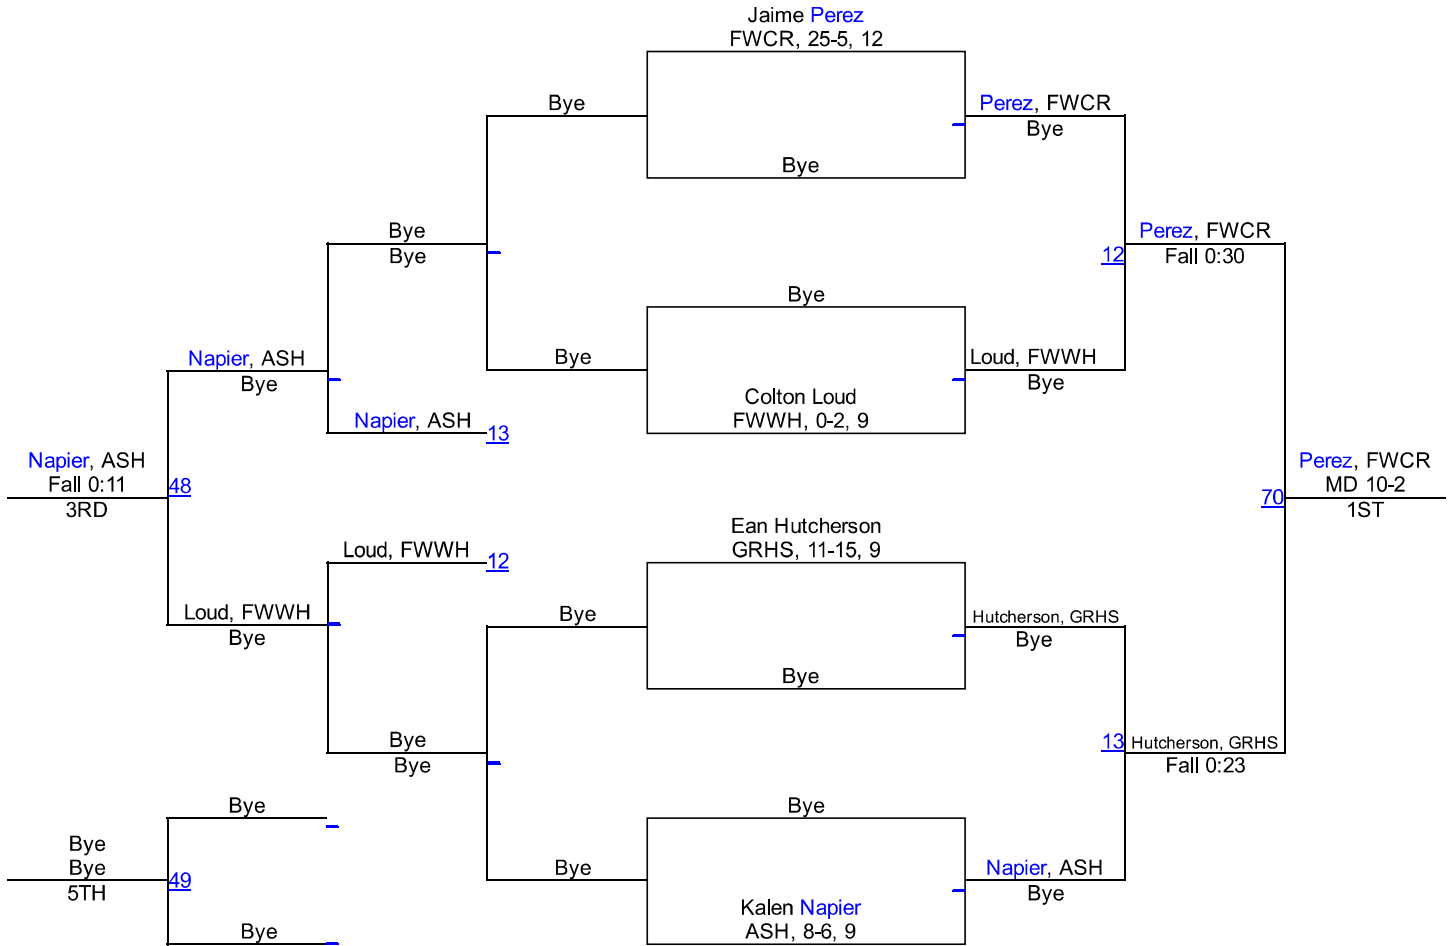 Jaime Perez
FWCR, 25-5, 12
Bye
Perez, FWCR
Bye
Bye
Bye
Bye
Perez, FWCR
12
Fall 0:30
Bye
Napier, ASH
Bye
Bye
Loud, FWWH
Bye
Colton Loud
FWWH, 0-2, 9
Napier, ASH
13
Napier, ASH
Fall 0:11
48
3RD
Perez, FWCR
MD 10-2
70
1ST
Ean Hutcherson
GRHS, 11-15, 9
Loud, FWWH
12
Loud, FWWH
Bye
Bye
Hutcherson, GRHS
Bye
Bye
Bye
Bye
13
Hutcherson, GRHS
Fall 0:23
Bye
Bye
Bye
Bye
49
5TH
Bye
Bye
Napier, ASH
Bye
Kalen Napier
ASH, 8-6, 9